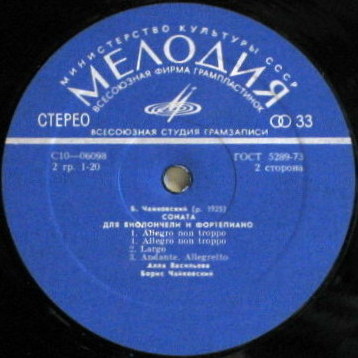 МИНИСТЕРСТВО КУЛЬТУРЫ СССР
МЕЛОДИЯ
ВСЕСОЮЗНАЯ ФИРМА ГРАМПЛАСТИНОК
СТЕРЕО
33
ВСЕСОЮЗНАЯ СТУДИЯ ГРАМЗАПИСИ
С10—06098
ГОСТ 5289-73
2 гр. 1-20
2 сторона
Б. Чайковский (р. 1925)
СОНАТА
ДЛЯ ВИОЛОНЧЕЛИ И ФОРТЕПИАНО
1. Allegro non troppo
1. Allegro non troppo
2. Largo
3. Andante. Allegretto
Алла Васильева
Борис Чайковский